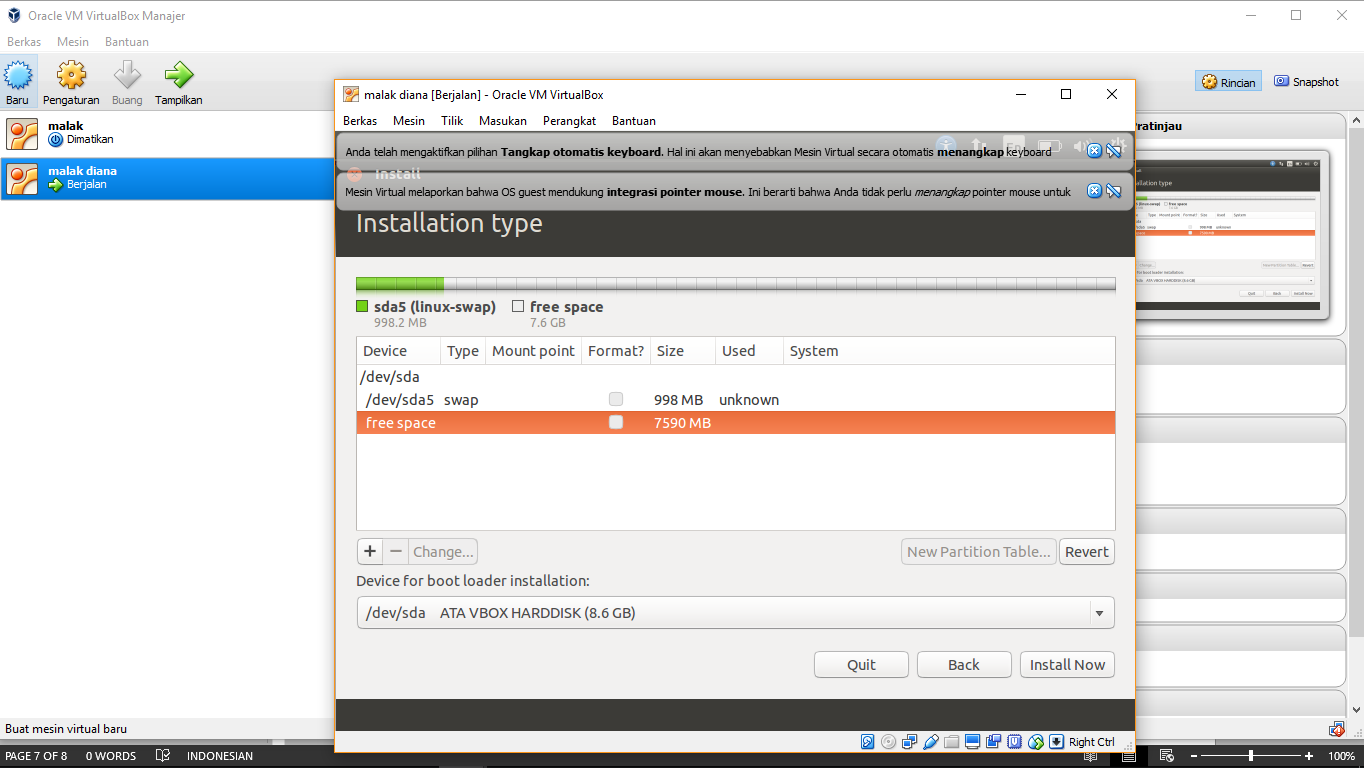 Oracle VM VirtualBox Manajer
Berkas Mesin Bantuan
Baru Pengaturan Buang Tampilkan
Rincian Snapshot
malak
Dimatikan
malak diana
Berjalan
malak diana [Berjalan] - Oracle VM VirtualBox
Berkas Mesin Tilik Masukan Perangkat Bantuan
Anda telah mengaktifkan pilihan Tangkap otomatis keyboard. Hal ini akan menyebabkan Mesin Virtual secara otomatis menangkap keyboard
Install
Mesin Virtual melaporkan bahwa OS guest mendukung integrasi pointer mouse. Ini berarti bahwa Anda tidak perlu menangkap pointer mouse untuk
Installation type
sda5 (linux-swap) free space
998.2 MB 7.6 GB
Device Type Mount point Format? Size Used System
/dev/sda
/dev/sda5 swap 998 MB unknown
free space 7590 MB
+ − Change... New Partition Table... Revert
Device for boot loader installation:
/dev/sda ATA VBOX HARDDISK (8.6 GB)
Quit Back Install Now
Right Ctrl
Pratinjau
Buat mesin virtual baru
PAGE 7 OF 8 0 WORDS INDONESIAN 100%